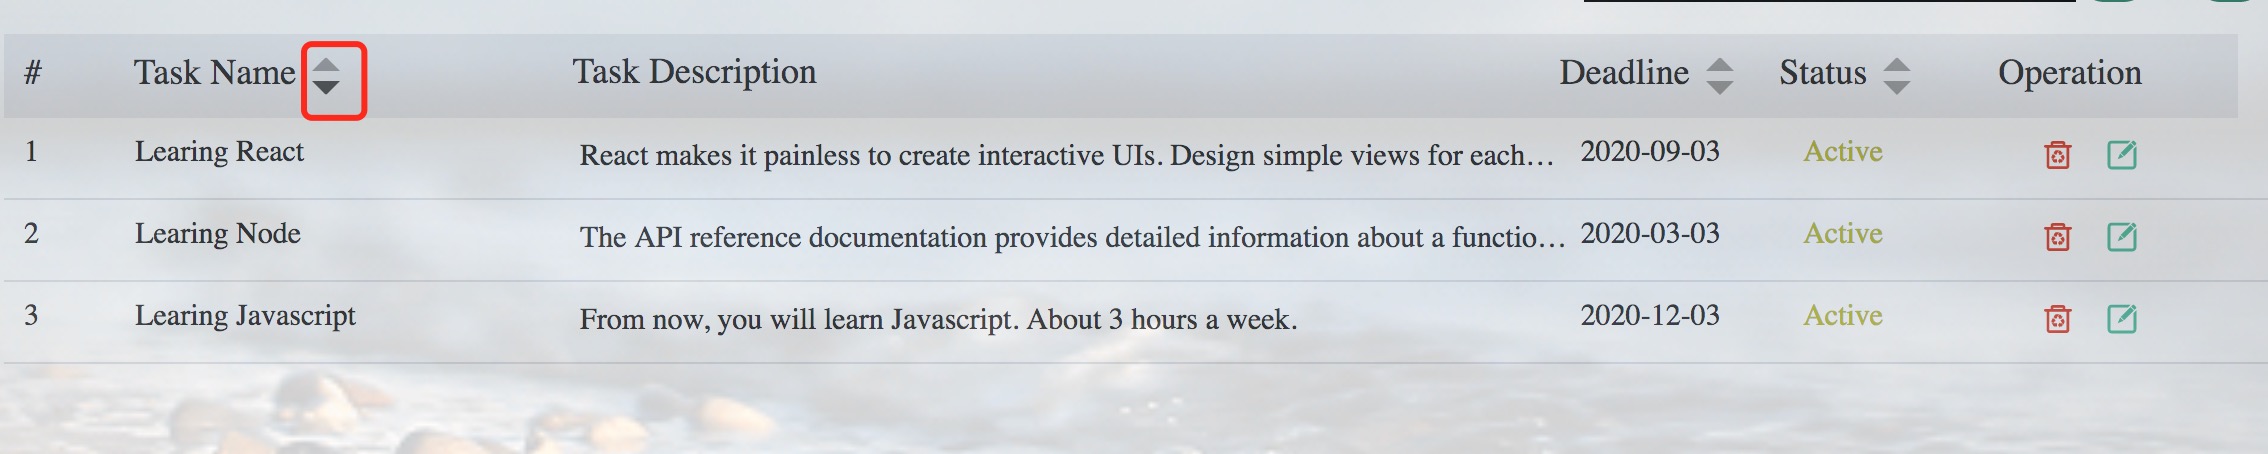 # Task Name Task Description Deadline Status Operation
1 Learing React React makes it painless to create interactive UIs. Design simple views for each… 2020-09-03 Active
2 Learing Node The API reference documentation provides detailed information about a functio… 2020-03-03 Active
3 Learing Javascript From now, you will learn Javascript. About 3 hours a week. 2020-12-03 Active